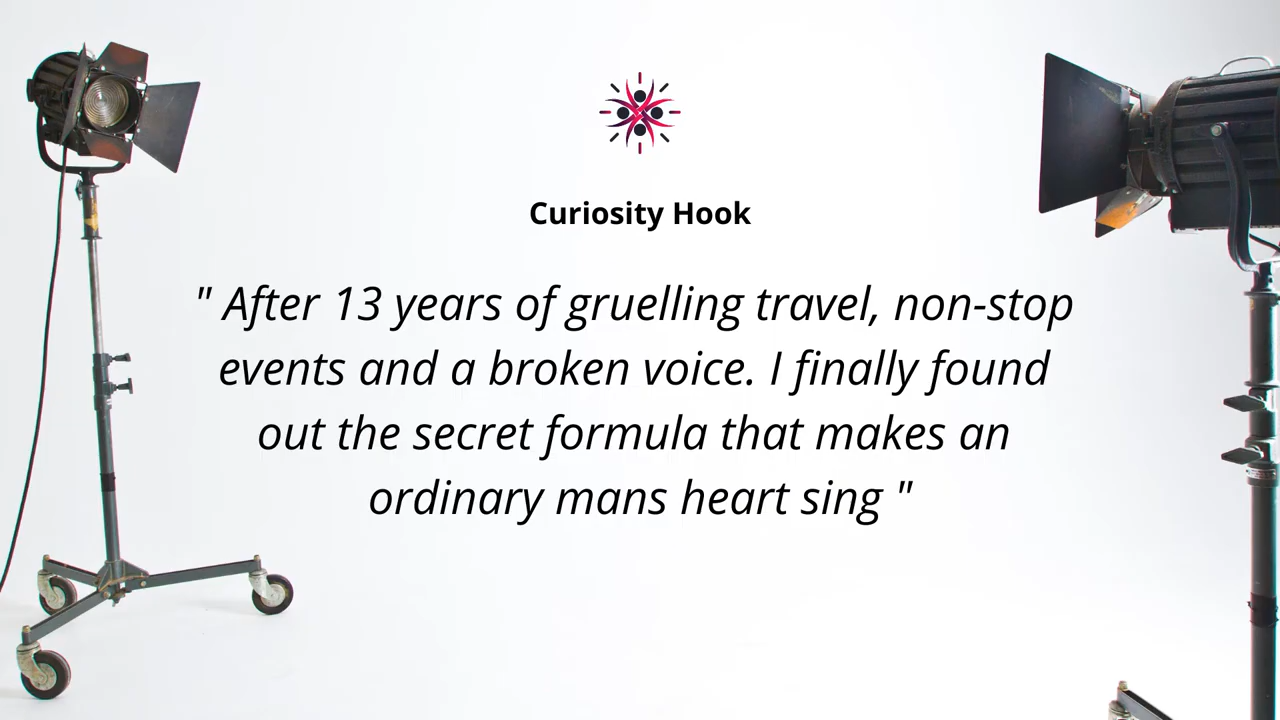 Curiosity Hook
" After 13 years of gruelling travel, non-stop
events and a broken voice. I finally found
out the secret formula that makes an
ordinary mans heart sing "